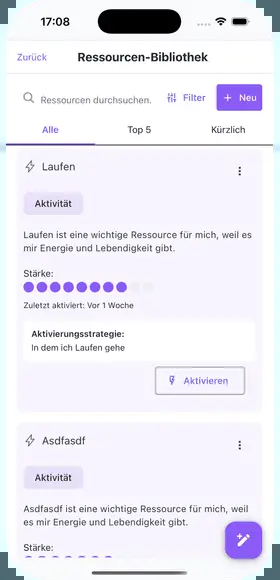 17:08
Zurück
Ressourcen-Bibliothek
Ressourcen durchsuchen.
Filter
+ Neu
Alle
Top 5
Kürzlich
Laufen
Aktivität
Laufen ist eine wichtige Ressource für mich, weil es
mir Energie und Lebendigkeit gibt.
Stärke:
Zuletzt aktiviert: Vor 1 Woche
Aktivierungsstrategie:
In dem ich Laufen gehe
Aktivieren
Asdfasdf
Aktivität
Asdfasdf ist eine wichtige Ressource für mich, weil
es mir Energie und Lebendigkeit gibt.
Stärke: